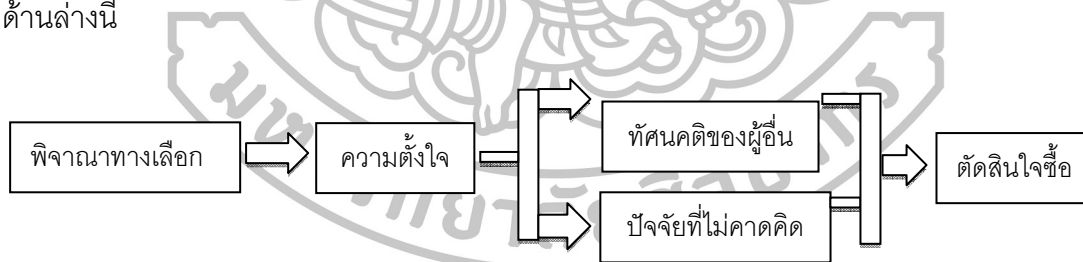 ด้านล่างนี้
พิจาณาทางเลือก
ความตั้งใจ
ทัศนคติของผู้อื่น
ปัจจัยที่ไม่คาดคิด
ตัดสินใจซื้อ